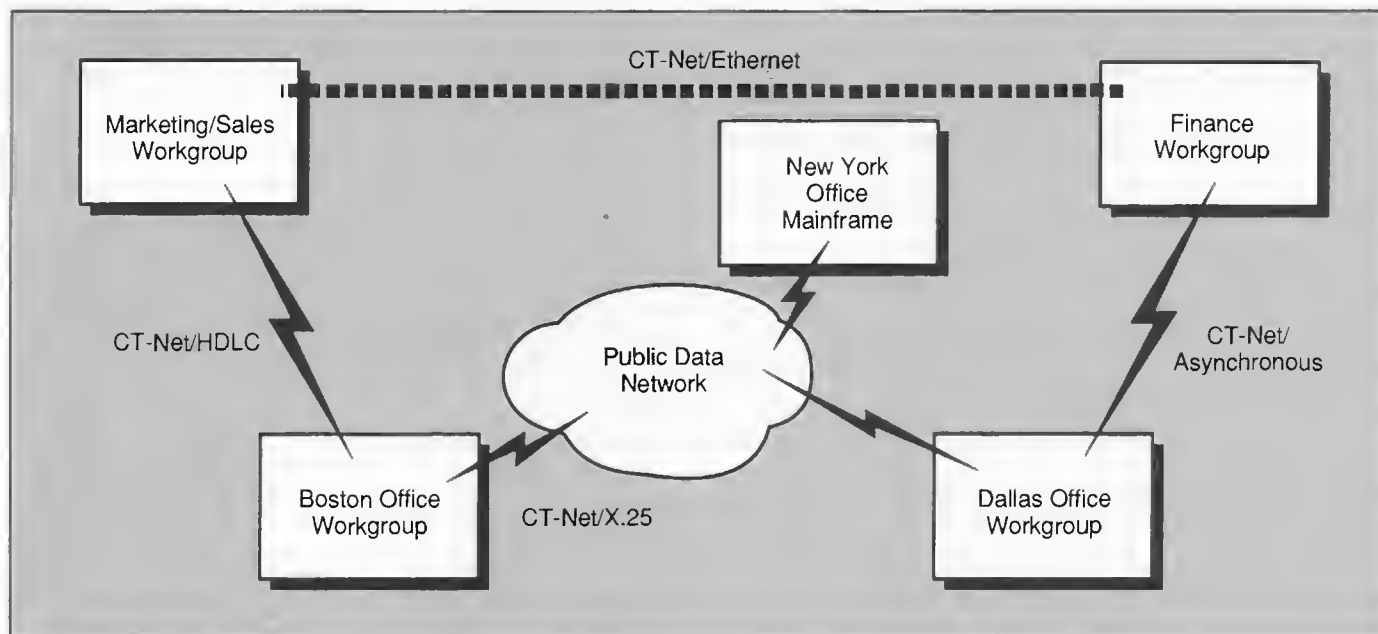 CT-Net/Ethernet
Marketing/Sales
Workgroup
New York
Office
Mainframe
Finance
Workgroup
CT-Net/HDLC
Public Data
Network
CT-Net/
Asynchronous
Boston Office
Workgroup
CT-Net/X.25
Dallas Office
Workgroup